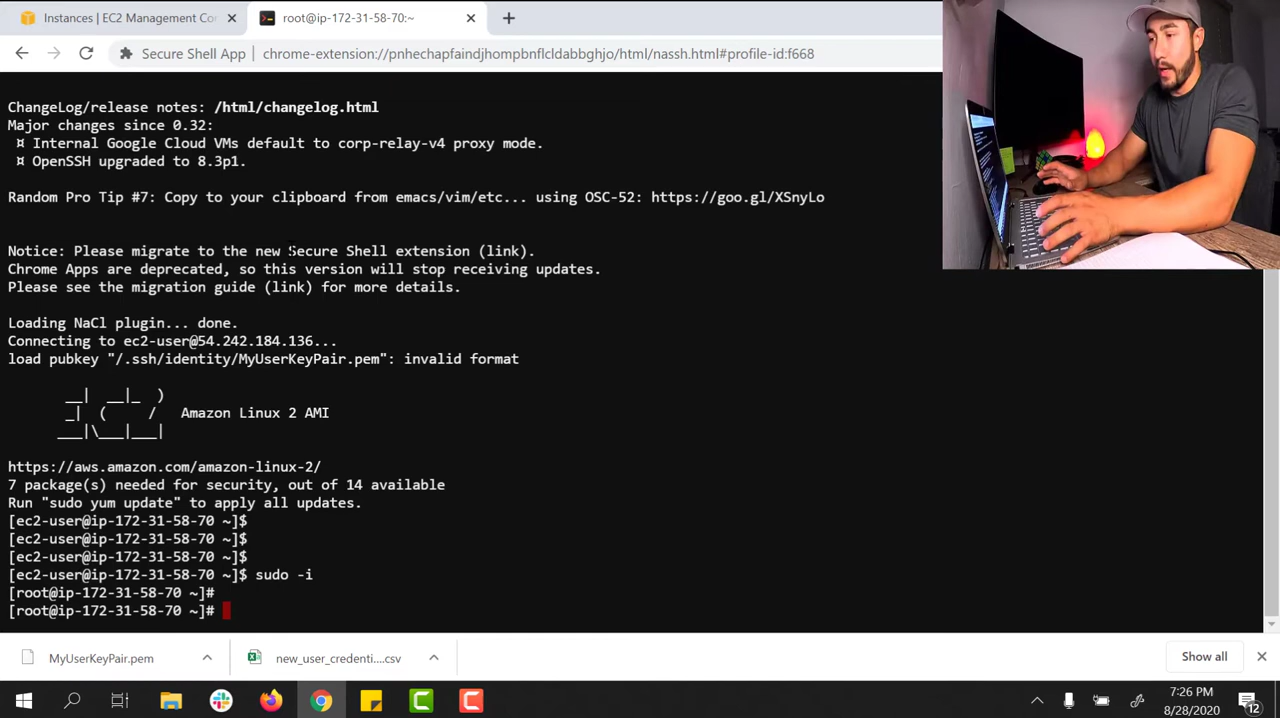 Instances | EC2 Management Co
root@ip-172-31-58-70:~
Secure Shell App | chrome-extension://pnhechapfaindjhompbnflcldabbghjo/html/nassh.html#profile-id:f668
ChangeLog/release notes: /html/changelog.html
Major changes since 0.32:
¤ Internal Google Cloud VMs default to corp-relay-v4 proxy mode.
¤ OpenSSH upgraded to 8.3p1.
Random Pro Tip #7: Copy to your clipboard from emacs/vim/etc... using OSC-52: https://goo.gl/XSnyLo
Notice: Please migrate to the new Secure Shell extension (link).
Chrome Apps are deprecated, so this version will stop receiving updates.
Please see the migration guide (link) for more details.
Loading NaCl plugin... done.
Connecting to ec2-user@54.242.184.136...
load pubkey "/.ssh/identity/MyUserKeyPair.pem": invalid format
       __|  __|_  )
       _|  (     /   Amazon Linux 2 AMI
      ___|\___|___|
https://aws.amazon.com/amazon-linux-2/
7 package(s) needed for security, out of 14 available
Run "sudo yum update" to apply all updates.
[ec2-user@ip-172-31-58-70 ~]$
[ec2-user@ip-172-31-58-70 ~]$
[ec2-user@ip-172-31-58-70 ~]$
[ec2-user@ip-172-31-58-70 ~]$ sudo -i
[root@ip-172-31-58-70 ~]#
[root@ip-172-31-58-70 ~]#
MyUserKeyPair.pem
new_user_credenti....csv
Show all
7:26 PM
8/28/2020
12